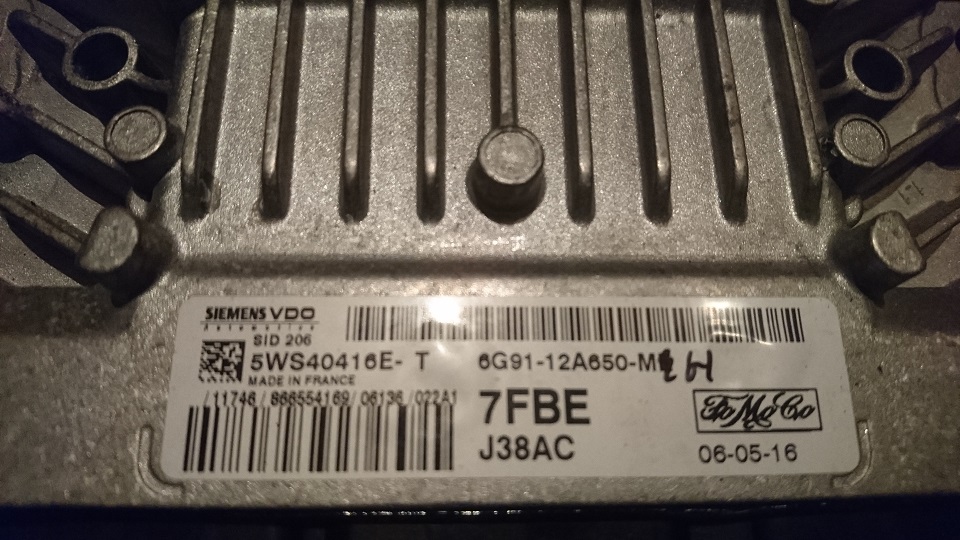 SIEMENS VDO
Automotive
SID 206
5WS40416E- T
MADE IN FRANCE
/11746 / 866554169 / 06136 / 022A1
6G91-12A650-M
7FBE
J38AC
FoMoCo
06-05-16